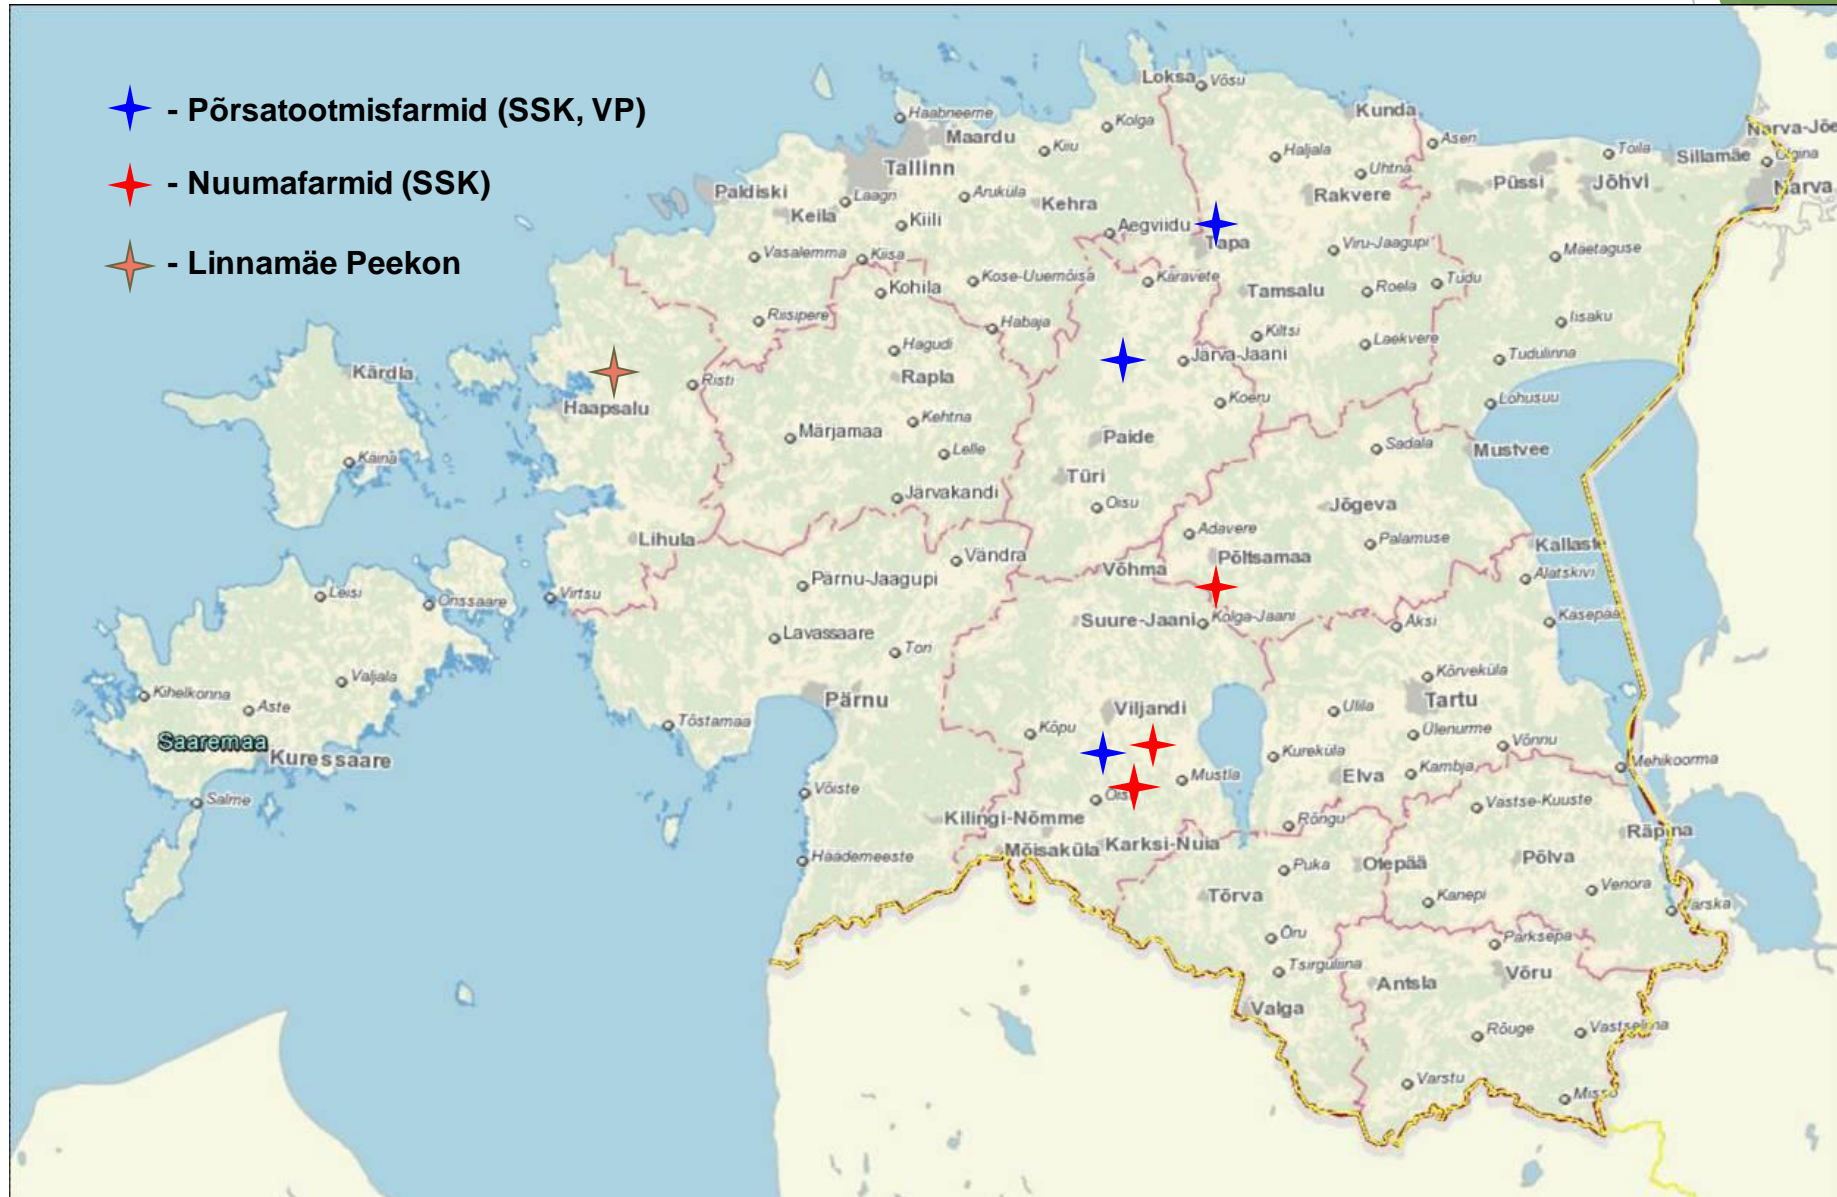 - Põrsatootmisfarmid (SSK, VP)
- Nuumafarmid (SSK)
- Linnamäe Peekon
Loksa
Võsu
Kunda
Haabneeme
Maardu
Kolga
Kiiu
Haljala
Aseri
Narva-Jõe
Toila
Sillamäe
Olgina
Tallinn
Uhtna
Püssi
Jõhvi
Narva
Paldiski
Laagri
Aruküla
Kehra
Rakvere
Keila
Kiili
Aegviidu
Tapa
Viru-Jaagupi
Mäetaguse
Vasalemma
Kiisa
Kose-Uuemõisa
Käravete
Kohila
Tamsalu
Roela
Tudu
Riisipere
Habaja
Kiltsi
Iisaku
Hagudi
Järva-Jaani
Laekvere
Tudulinna
Kärdla
Risti
Rapla
Haapsalu
Koeru
Lohusuu
Kehtna
Märjamaa
Paide
Sadala
Mustvee
Käina
Lelle
Türi
Järvakandi
Oisu
Jõgeva
Lihula
Adavere
Palamuse
Kallaste
Vändra
Võhma
Põltsamaa
Pärnu-Jaagupi
Alatskivi
Leisi
Orissaare
Virtsu
Suure-Jaani
Kolga-Jaani
Aksi
Kasepää
Lavassaare
Tori
Valjala
Kõrveküla
Kihelkonna
Aste
Pärnu
Viljandi
Ulila
Tartu
Tõstamaa
Kõpu
Ülenurme
Võnnu
Saaremaa
Kuressaare
Kureküla
Mehikoorma
Mustla
Elva
Kambja
Salme
Võiste
Õisu
Vastse-Kuuste
Kilingi-Nõmme
Rõngu
Räpina
Mõisaküla
Karksi-Nuia
Häädemeeste
Puka
Otepää
Põlva
Tõrva
Kanepi
Värska
Õru
Parksepa
Tsirguliina
Antsla
Võru
Valga
Rõuge
Vastseliina
Varstu
Misso